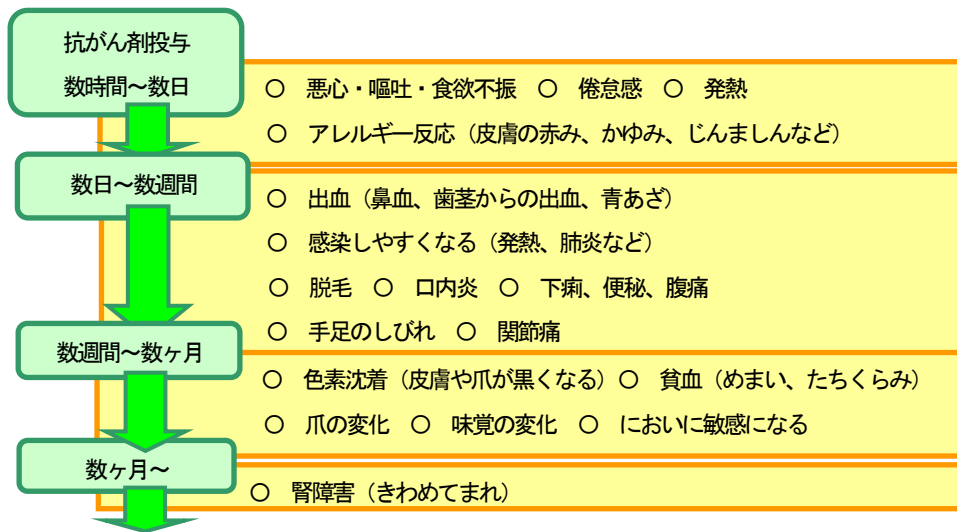 抗がん剤投与
数時間～数日
○　悪心・嘔吐・食欲不振　○　倦怠感　○　発熱
○　アレルギー反応（皮膚の赤み、かゆみ、じんましんなど）
数日～数週間
○　出血（鼻血、歯茎からの出血、青あざ）
○　感染しやすくなる（発熱、肺炎など）
○　脱毛　○　口内炎　○　下痢、便秘、腹痛
○　手足のしびれ　○　関節痛
数週間～数ヶ月
○　色素沈着（皮膚や爪が黒くなる）○　貧血（めまい、たちくらみ）
○　爪の変化　○　味覚の変化　○　においに敏感になる
数ヶ月～
○　腎障害（きわめてまれ）